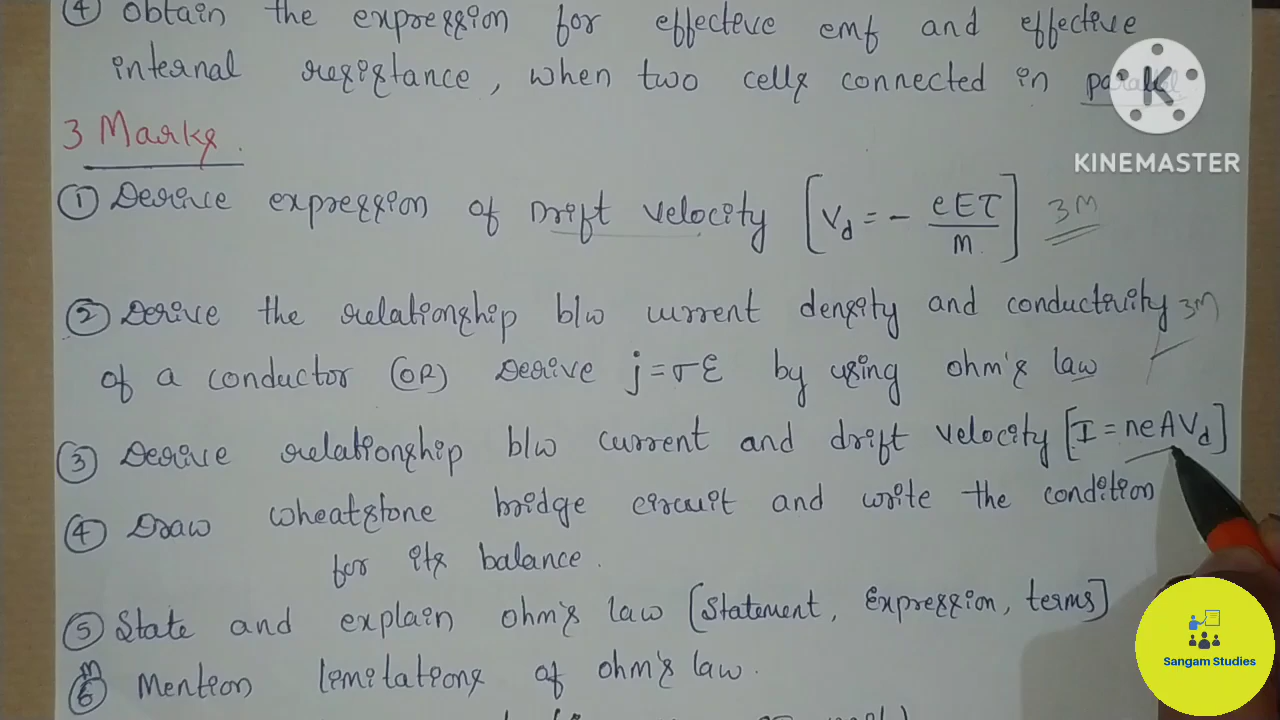 ④ Obtain the expression for effective emf and effective
internal resistance, when two cells connected in parallel
KINEMASTER
3 Marks.
① Derive expression of Drift velocity [Vd = - eEτ/m] 3M
② Derive the relationship b/w current density and conductivity 3M
of a conductor (OR) Derive j=σE by using ohm's law
③ Derive relationship b/w current and drift velocity [I = neAVd]
④ Draw wheatstone bridge circuit and write the condition
for its balance.
⑤ State and explain ohm's law [Statement, Expression, terms]
⑥ Mention limitations of ohm's law.
Sangam Studies